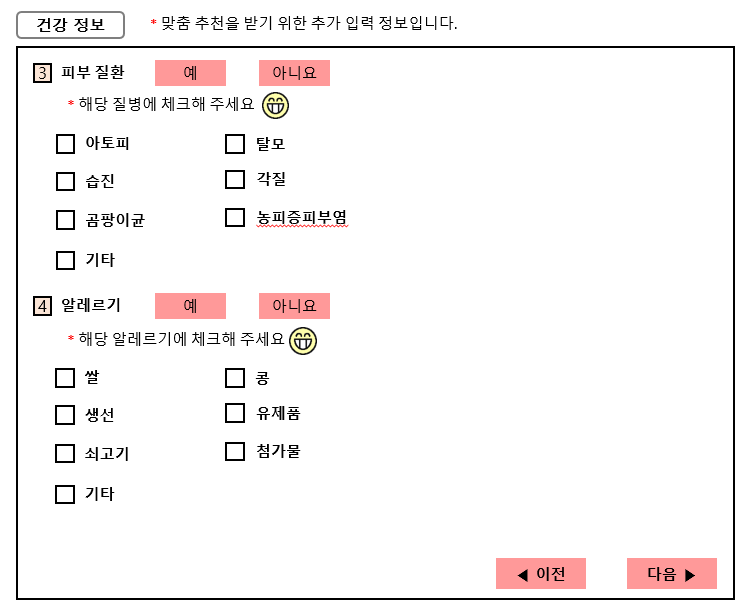 건강 정보 * 맞춤 추천을 받기 위한 추가 입력 정보입니다.
3 피부 질환 예 아니요
* 해당 질병에 체크해 주세요
아토피 탈모
습진 각질
곰팡이균 농피증피부염
기타
4 알레르기 예 아니요
* 해당 알레르기에 체크해 주세요
쌀 콩
생선 유제품
쇠고기 첨가물
기타
◀ 이전 다음 ▶